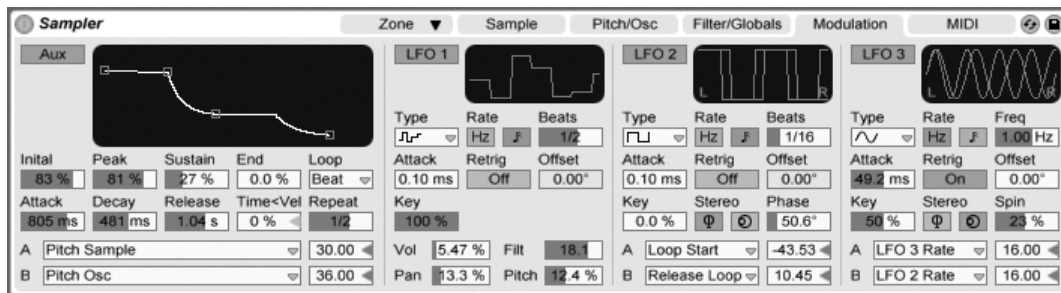 Sampler Zone ▼ Sample Pitch/Osc Filter/Globals Modulation MIDI
Aux LFO 1 LFO 2 L R LFO 3 L R
Type Rate Beats Type Rate Beats Type Rate Freq
Hz 1/2 Hz 1/16 Hz 1.00 Hz
Inital Peak Sustain End Loop Attack Retrig Offset Attack Retrig Offset Attack Retrig Offset
83 % 81 % 27 % 0.0 % Beat 0.10 ms Off 0.00° 0.10 ms Off 0.00° 49.2 ms On 0.00°
Attack Decay Release Time<Vel Repeat Key Key Stereo Phase Key Stereo Spin
805 ms 481 ms 1.04 s 0 % 1/2 100 % 0.0 % 50.6° 50 % 23 %
A Pitch Sample 30.00 Vol 5.47 % Filt 18.1 A Loop Start -43.53 A LFO 3 Rate 16.00
B Pitch Osc 36.00 Pan 13.3 % Pitch 12.4 % B Release Loop 10.45 B LFO 2 Rate 16.00